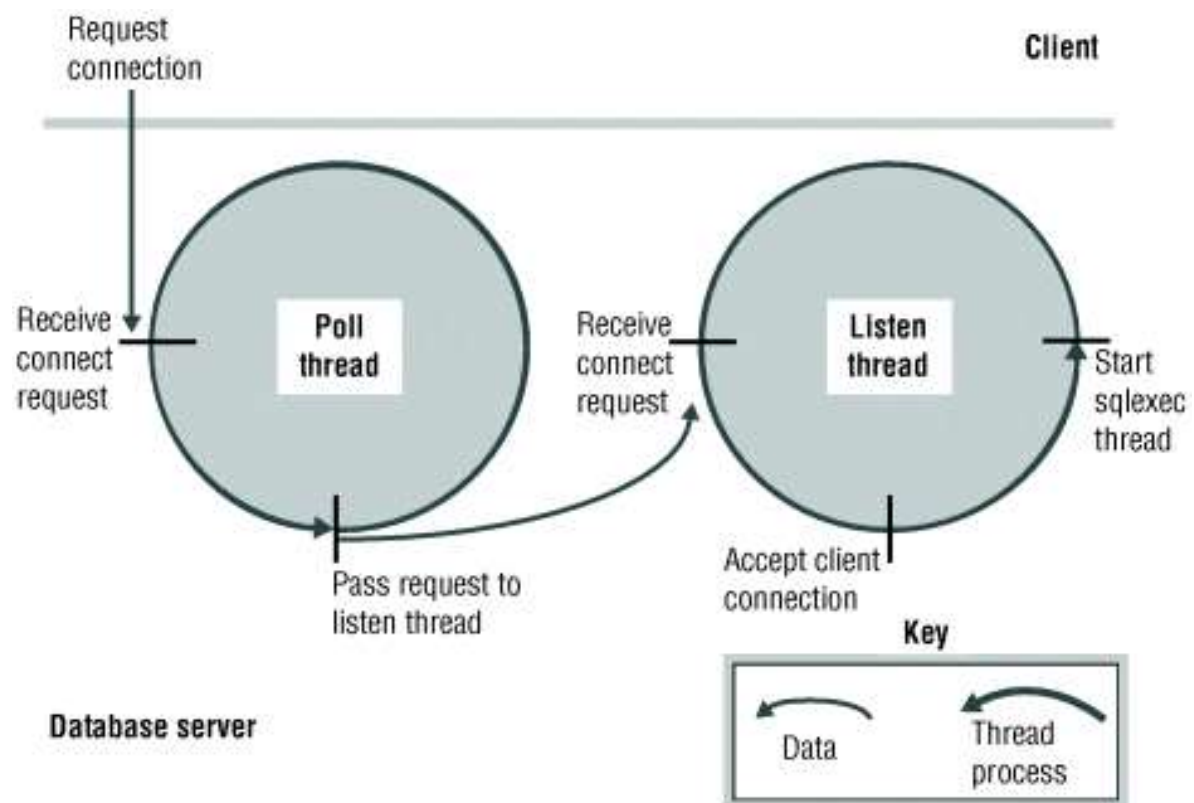 Request
connection
Client
Receive
connect
request
Poll
thread
Receive
connect
request
Listen
thread
Start
sqlexec
thread
Pass request to
listen thread
Accept client
connection
Key
Data
Thread
process
Database server